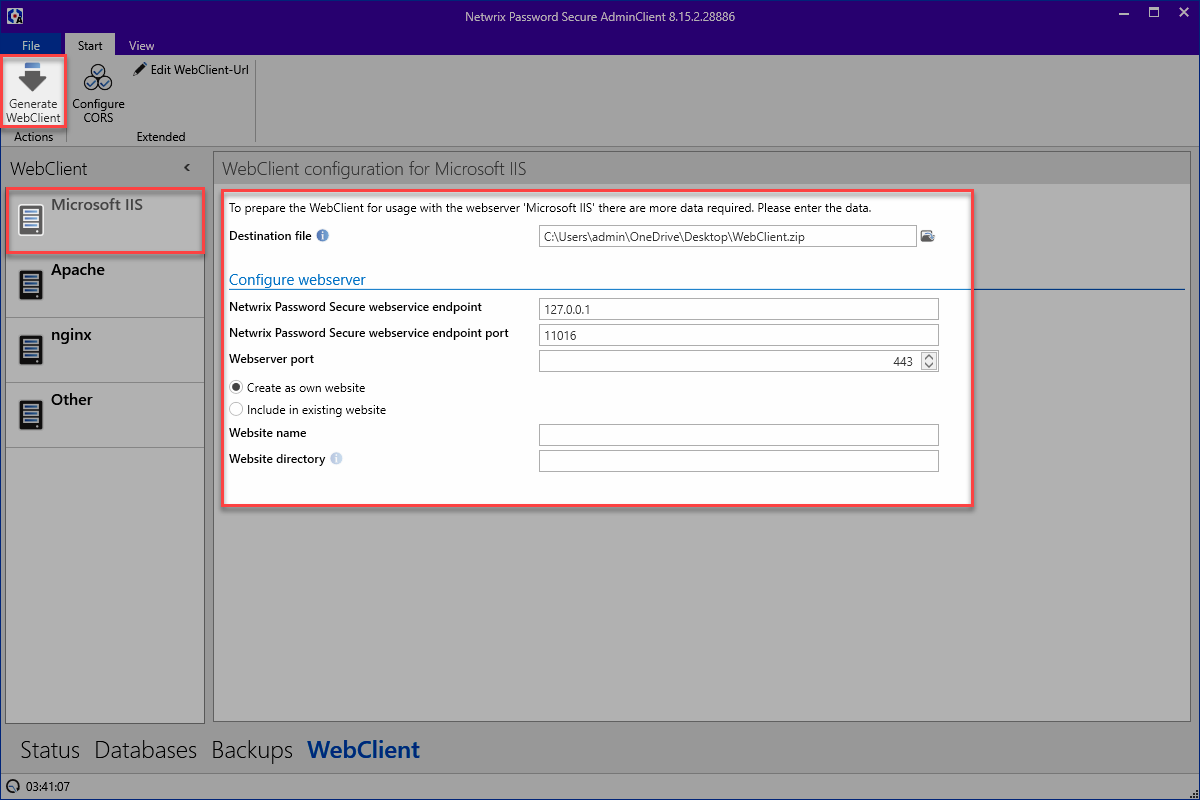 Netwrix Password Secure AdminClient 8.15.2.28886
File Start View
Generate WebClient
Configure CORS
Edit WebClient-Url
Actions
Extended
WebClient
Microsoft IIS
Apache
nginx
Other
WebClient configuration for Microsoft IIS
To prepare the WebClient for usage with the webserver 'Microsoft IIS' there are more data required. Please enter the data.
Destination file C:\Users\admin\OneDrive\Desktop\WebClient.zip
Configure webserver
Netwrix Password Secure webservice endpoint 127.0.0.1
Netwrix Password Secure webservice endpoint port 11016
Webserver port 443
Create as own website
Include in existing website
Website name
Website directory
Status Databases Backups WebClient
03:41:07